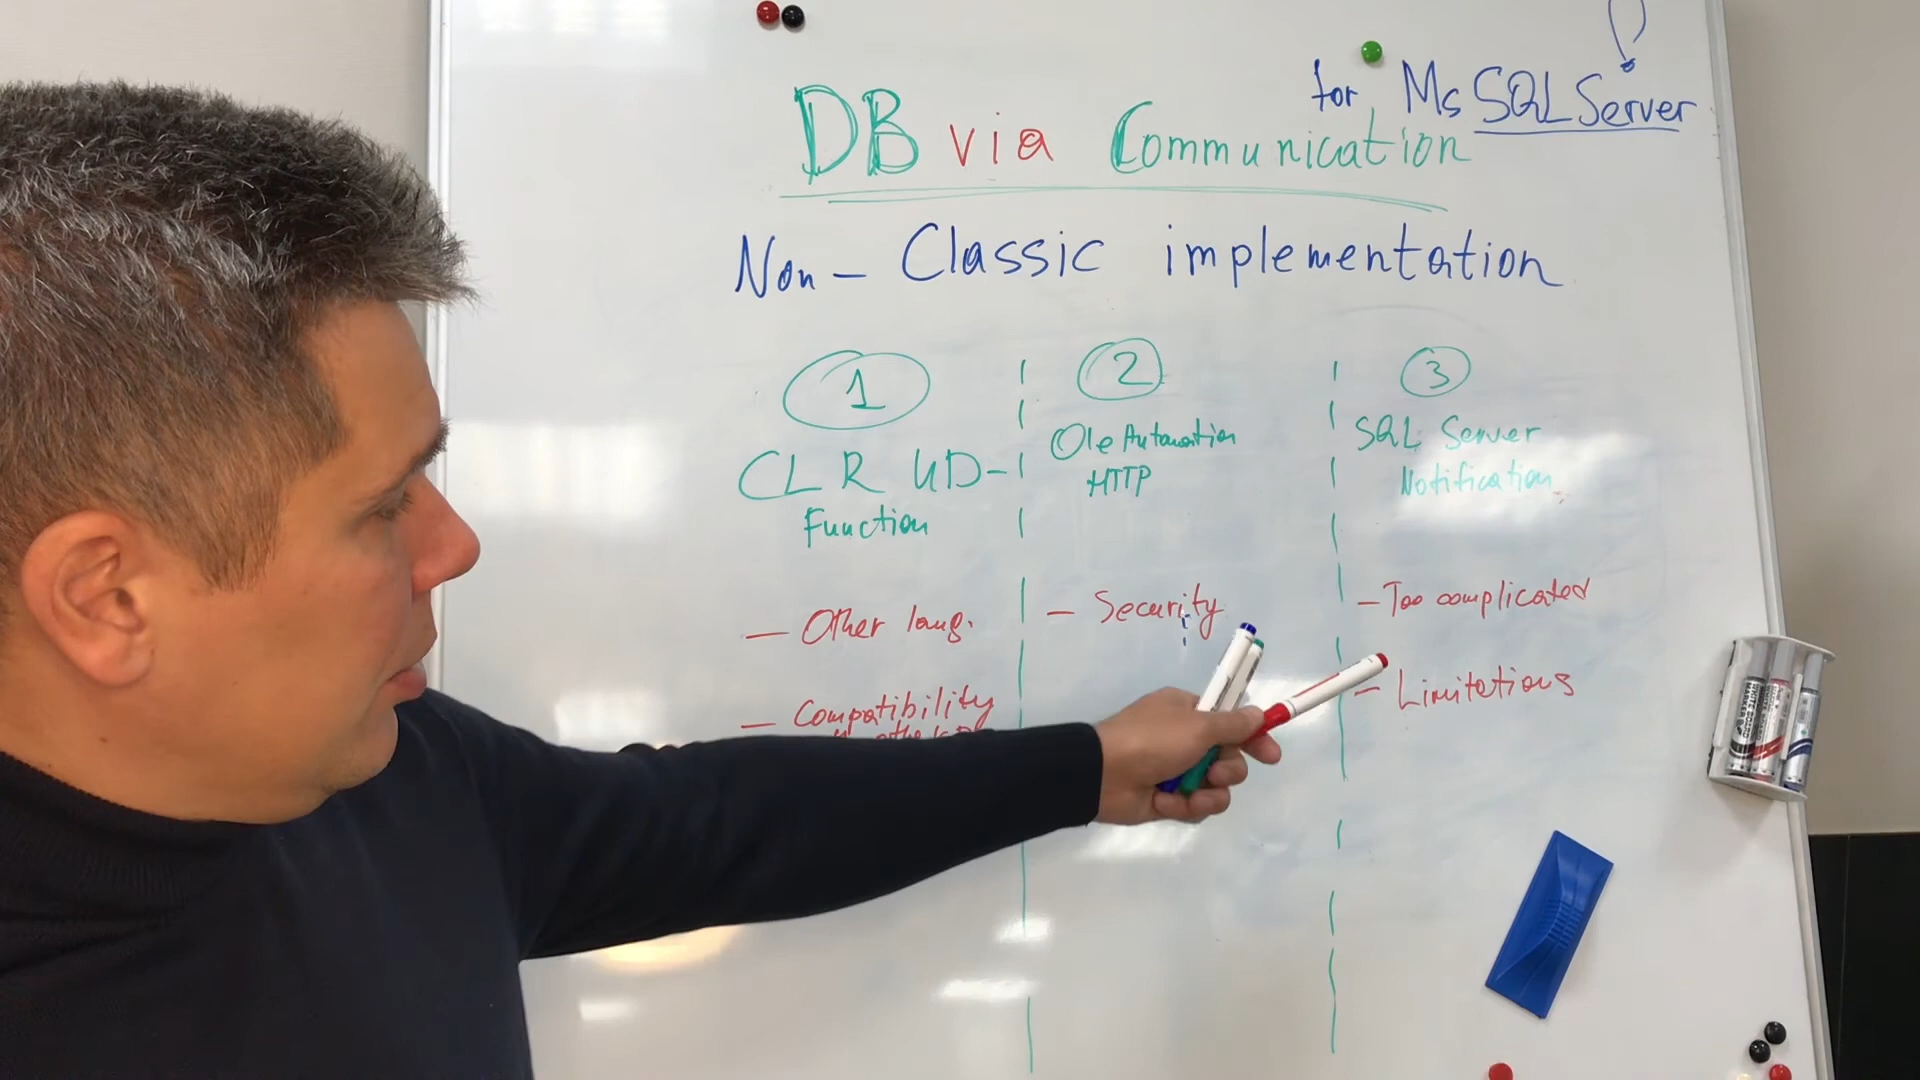 for Ms SQL Server!
DB via Communication
Non-Classic implementation
1
CLR UD-
Function
- Other lang.
- Compatibility
2
Ole Automation
HTTP
- Security
3
SQL Server
Notification
- Too complicated
- Limitations